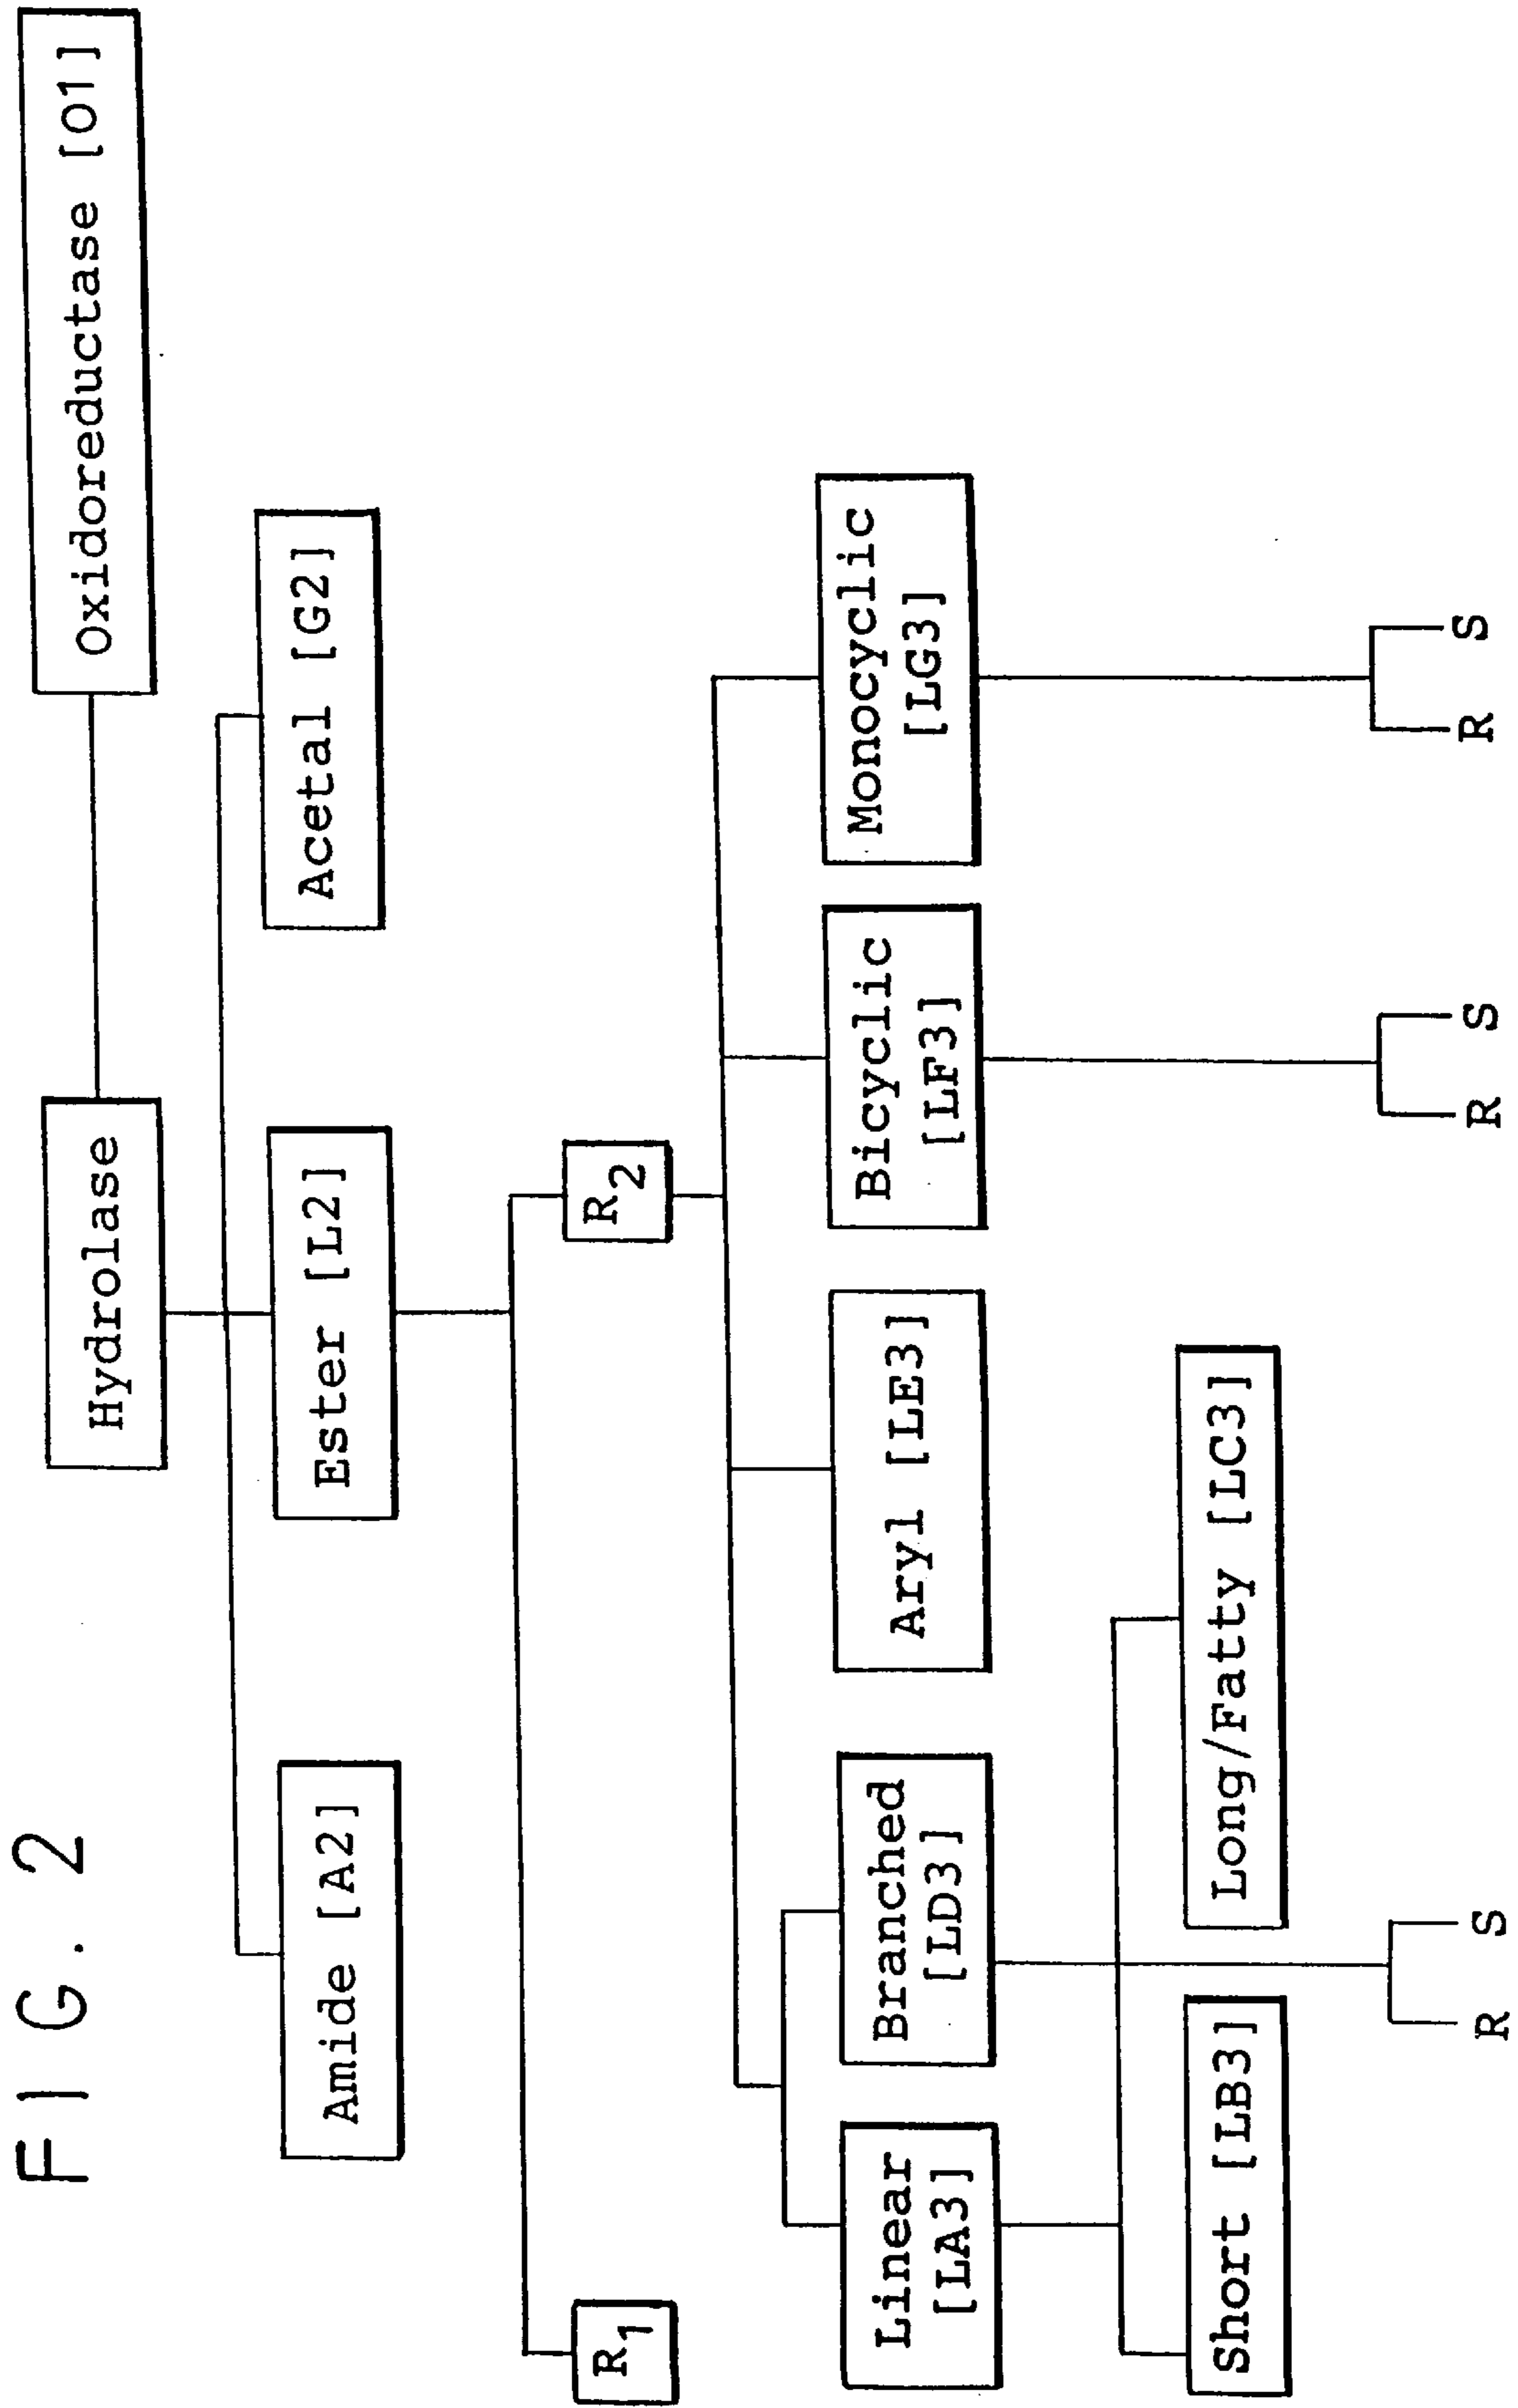 FIG. 2
Hydrolase
Oxidoreductase [O1]
Amide [A2]
Ester [L2]
Acetal [G2]
R1
R2
Linear
[LA3]
Branched
[LD3]
Aryl [LE3]
Bicyclic
[LF3]
Monocyclic
[LG3]
Short [LB3]
Long/Fatty [LC3]
R
S
R
S
R
S